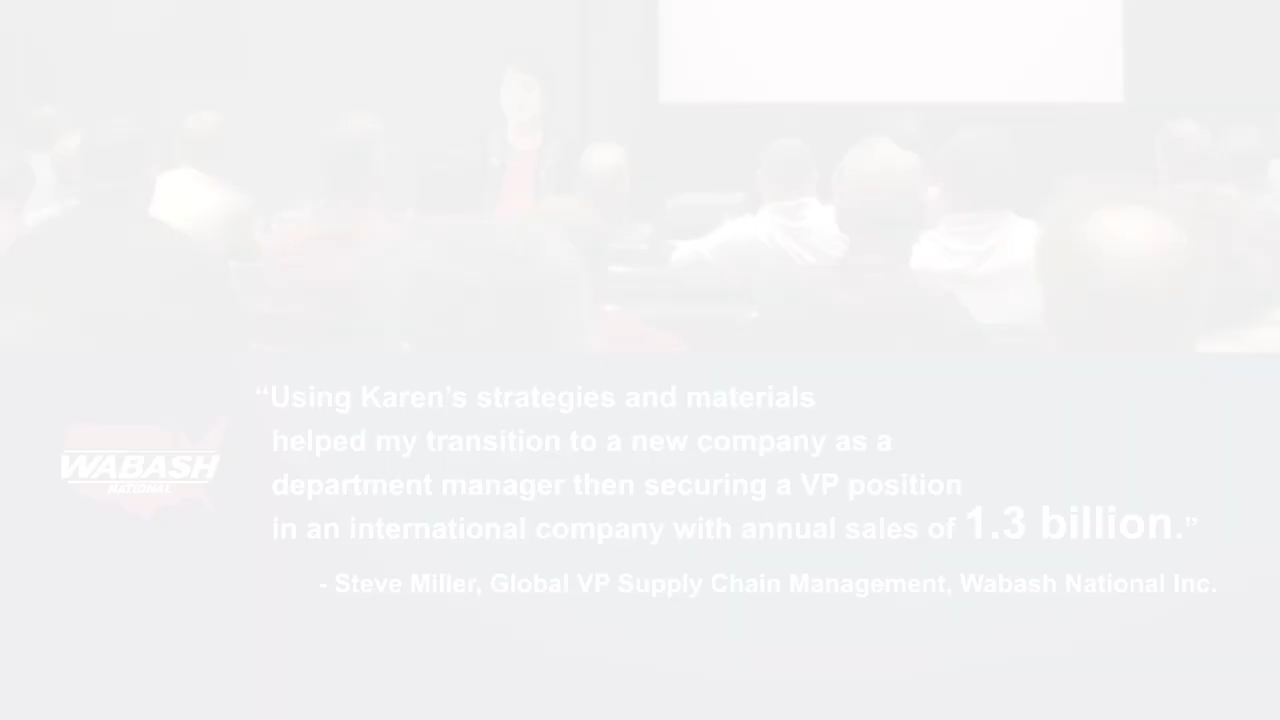 “Using Karen’s strategies and materials
helped my transition to a new company as a
department manager then securing a VP position
in an international company with annual sales of 1.3 billion.”
- Steve Miller, Global VP Supply Chain Management, Wabash National Inc.
WABASH
NATIONAL